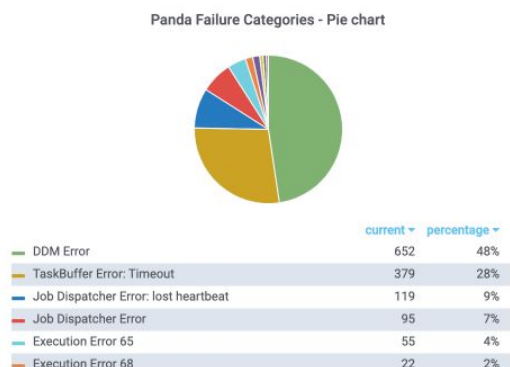 Panda Failure Categories - Pie chart
current percentage
DDM Error 652 48%
TaskBuffer Error: Timeout 379 28%
Job Dispatcher Error: lost heartbeat 119 9%
Job Dispatcher Error 95 7%
Execution Error 65 55 4%
Execution Error 68 22 2%